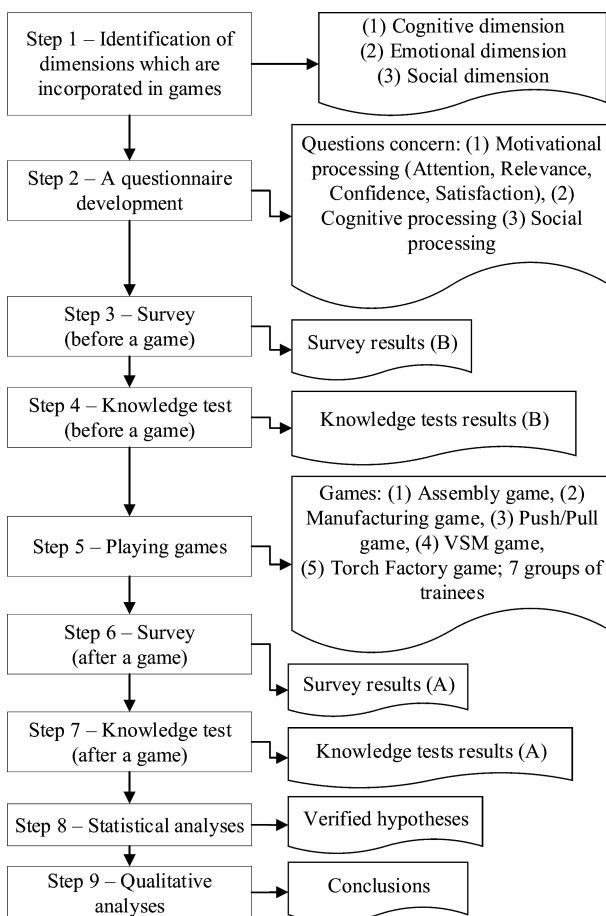 Step 1 – Identification of
dimensions which are
incorporated in games
(1) Cognitive dimension
(2) Emotional dimension
(3) Social dimension
Step 2 – A questionnaire
development
Questions concern: (1) Motivational
processing (Attention, Relevance,
Confidence, Satisfaction), (2)
Cognitive processing (3) Social
processing
Step 3 – Survey
(before a game)
Survey results (B)
Step 4 – Knowledge test
(before a game)
Knowledge tests results (B)
Step 5 – Playing games
Games: (1) Assembly game, (2)
Manufacturing game, (3) Push/Pull
game, (4) VSM game,
(5) Torch Factory game; 7 groups of
trainees
Step 6 – Survey
(after a game)
Survey results (A)
Step 7 – Knowledge test
(after a game)
Knowledge tests results (A)
Step 8 – Statistical analyses
Verified hypotheses
Step 9 – Qualitative
analyses
Conclusions